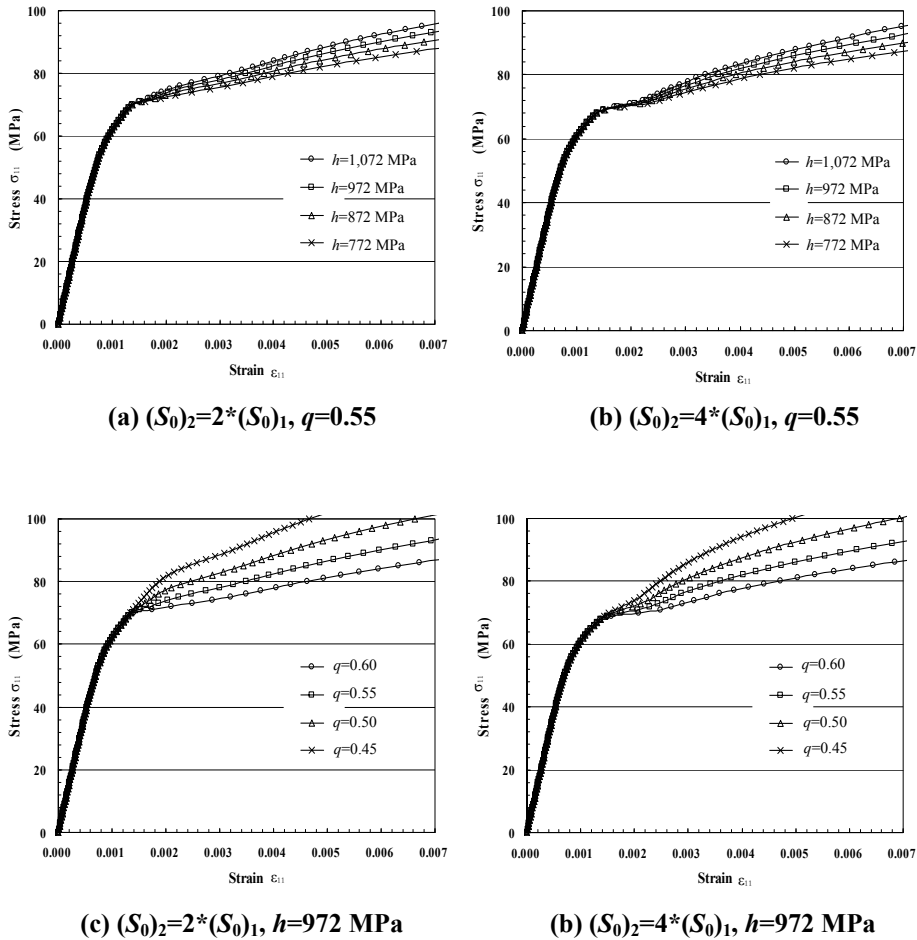 100
80
60
40
20
0
Stress σ₁₁ (MPa)
h=1,072 MPa
h=972 MPa
h=872 MPa
h=772 MPa
0.000 0.001 0.002 0.003 0.004 0.005 0.006 0.007
Strain ε₁₁
(a) (S₀)₂=2*(S₀)₁, q=0.55
100
80
60
40
20
0
Stress σ₁₁ (MPa)
h=1,072 MPa
h=972 MPa
h=872 MPa
h=772 MPa
0.000 0.001 0.002 0.003 0.004 0.005 0.006 0.007
Strain ε₁₁
(b) (S₀)₂=4*(S₀)₁, q=0.55
100
80
60
40
20
0
Stress σ₁₁ (MPa)
q=0.60
q=0.55
q=0.50
q=0.45
0.000 0.001 0.002 0.003 0.004 0.005 0.006 0.007
Strain ε₁₁
(c) (S₀)₂=2*(S₀)₁, h=972 MPa
100
80
60
40
20
0
Stress σ₁₁ (MPa)
q=0.60
q=0.55
q=0.50
q=0.45
0.000 0.001 0.002 0.003 0.004 0.005 0.006 0.007
Strain ε₁₁
(b) (S₀)₂=4*(S₀)₁, h=972 MPa